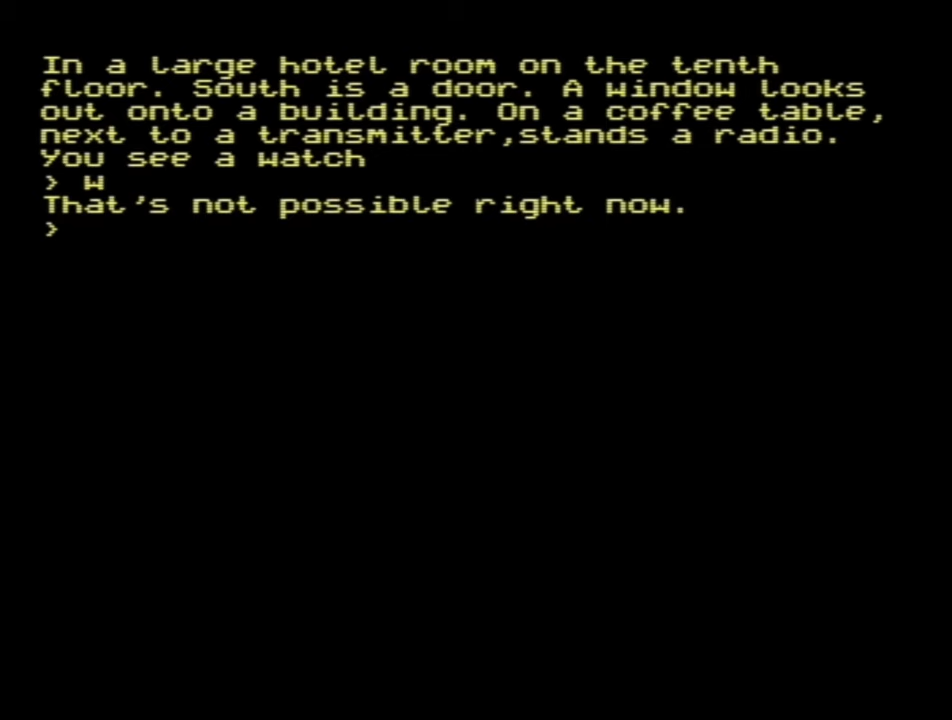 In a large hotel room on the tenth
floor. South is a door. A window looks
out onto a building. On a coffee table,
next to a transmitter,stands a radio.
You see a watch
> W
That's not possible right now.
>